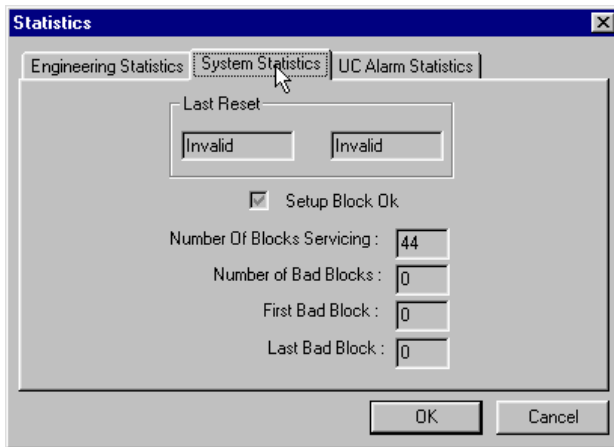 Statistics
Engineering Statistics System Statistics UC Alarm Statistics
Last Reset
Invalid Invalid
Setup Block Ok
Number Of Blocks Servicing : 44
Number of Bad Blocks : 0
First Bad Block : 0
Last Bad Block : 0
OK Cancel